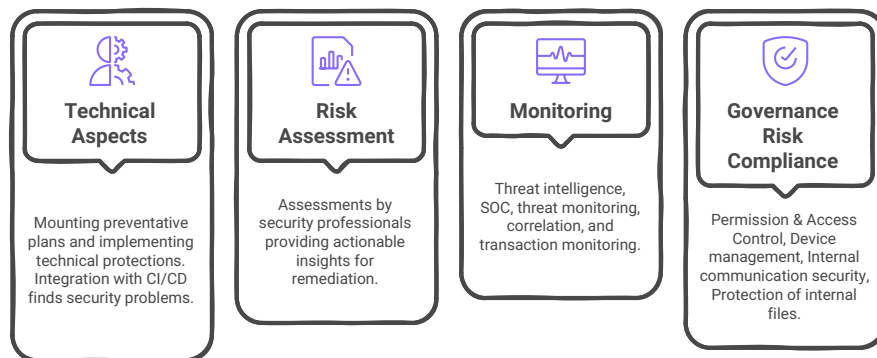 Technical
Aspects
Mounting preventative
plans and implementing
technical protections.
Integration with CI/CD
finds security problems.
Risk
Assessment
Assessments by
security professionals
providing actionable
insights for
remediation.
Monitoring
Threat intelligence,
SOC, threat monitoring,
correlation, and
transaction monitoring.
Governance
Risk
Compliance
Permission & Access
Control, Device
management, Internal
communication security,
Protection of internal
files.